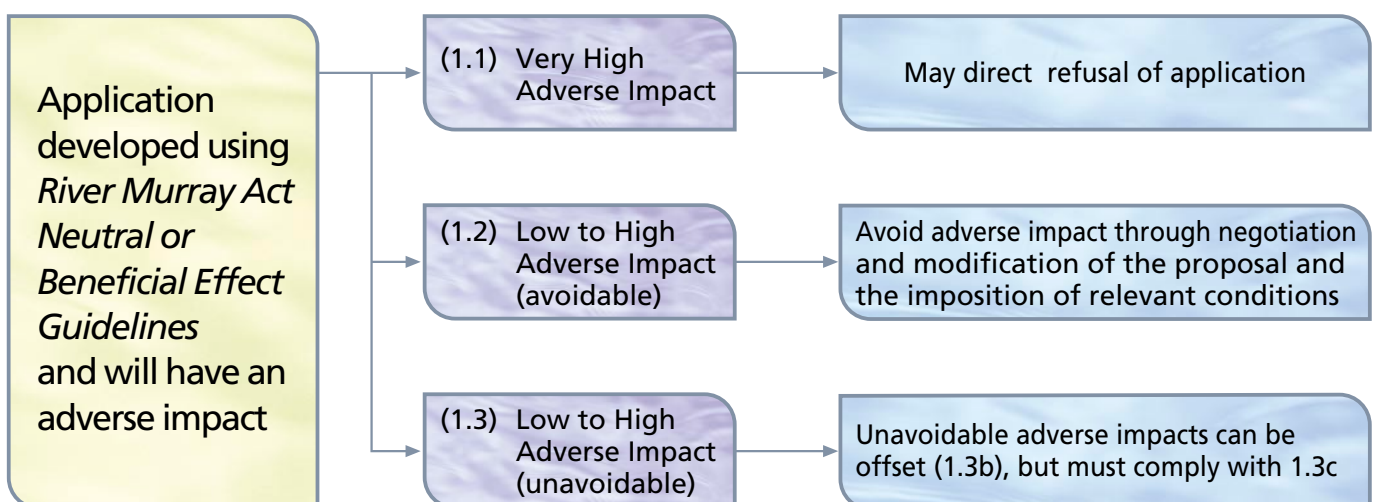 Application
developed using
River Murray Act
Neutral or
Beneficial Effect
Guidelines
and will have an
adverse impact
(1.1) Very High
Adverse Impact
May direct refusal of application
(1.2) Low to High
Adverse Impact
(avoidable)
Avoid adverse impact through negotiation
and modification of the proposal and
the imposition of relevant conditions
(1.3) Low to High
Adverse Impact
(unavoidable)
Unavoidable adverse impacts can be
offset (1.3b), but must comply with 1.3c